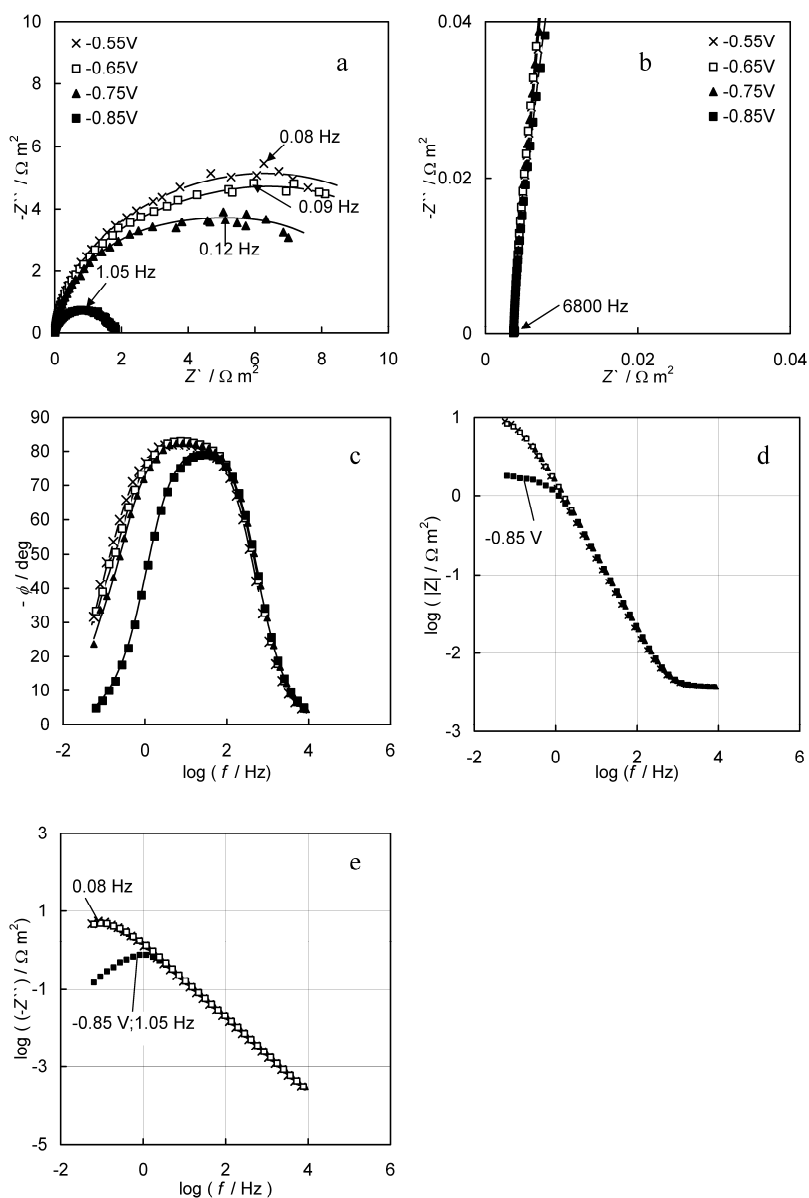 10
8
6
4
2
0
-Z`` / Ω m²
× -0.55V
□ -0.65V
▲ -0.75V
■ -0.85V
a
0.08 Hz
0.09 Hz
0.12 Hz
1.05 Hz
0 2 4 6 8 10
Z` / Ω m²
0.04
0.02
0
-Z`` / Ω m²
× -0.55V
□ -0.65V
▲ -0.75V
■ -0.85V
b
6800 Hz
0 0.02 0.04
Z` / Ω m²
90
80
70
60
50
40
30
20
10
0
- ϕ / deg
c
-2 0 2 4 6
log ( f / Hz)
1
0
-1
-2
-3
log ( |Z| / Ω m²)
d
-0.85 V
-2 0 2 4 6
log (f / Hz)
3
1
-1
-3
-5
log ( (-Z``) / Ω m²)
e
0.08 Hz
-0.85 V;1.05 Hz
-2 0 2 4 6
log ( f / Hz )